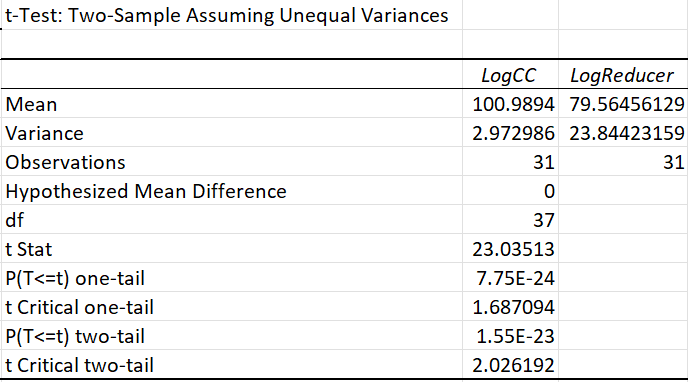 t-Test: Two-Sample Assuming Unequal Variances
LogCC LogReducer
Mean 100.9894 79.56456129
Variance 2.972986 23.84423159
Observations 31 31
Hypothesized Mean Difference 0
df 37
t Stat 23.03513
P(T<=t) one-tail 7.75E-24
t Critical one-tail 1.687094
P(T<=t) two-tail 1.55E-23
t Critical two-tail 2.026192